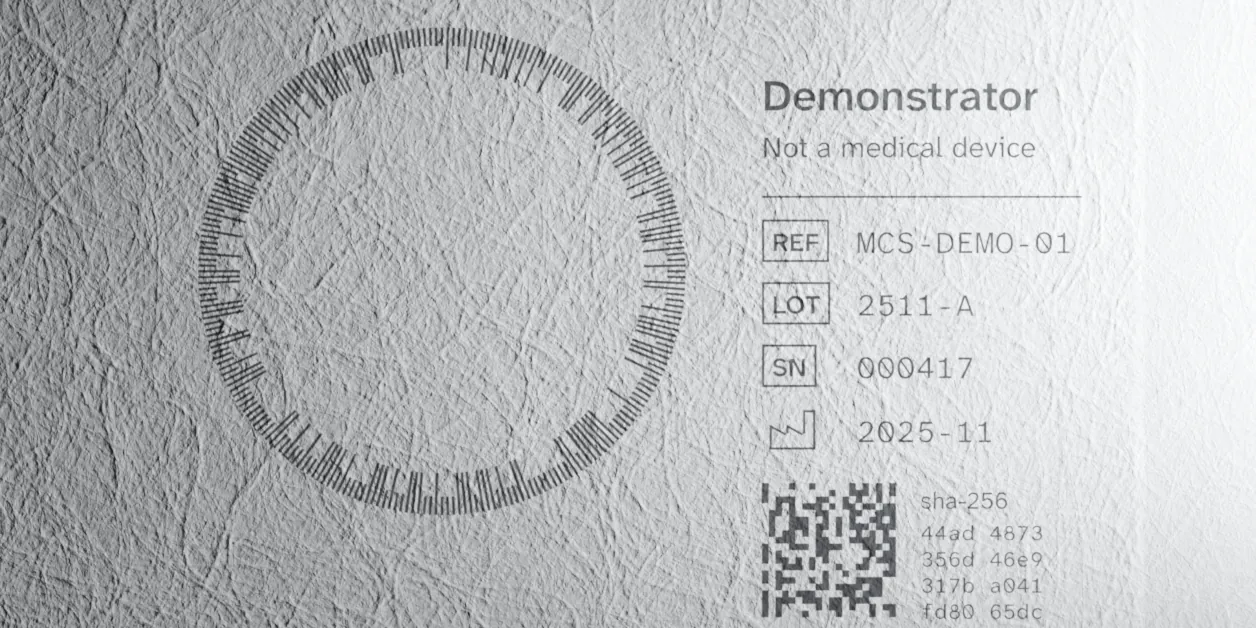 Demonstrator
Not a medical device
REF MCS-DEMO-01
LOT 2511-A
SN 000417
2025-11
sha-256
44ad 4873
356d 46e9
317b a041
fd80 65dc